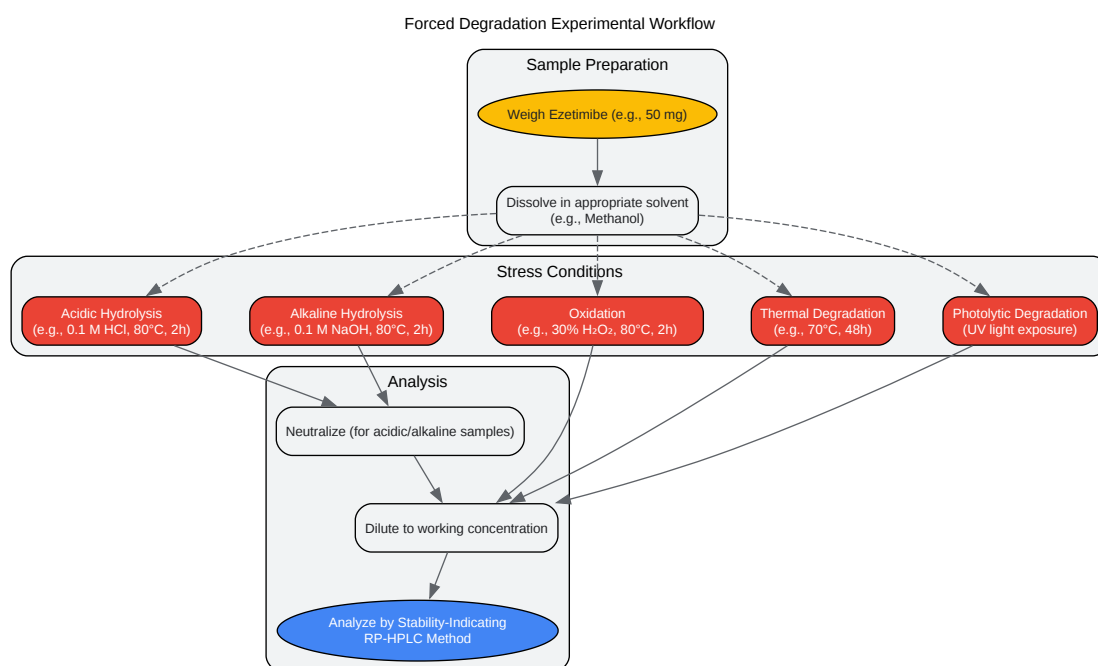 Forced Degradation Experimental Workflow
Sample Preparation
Weigh Ezetimibe (e.g., 50 mg)
Dissolve in appropriate solvent
(e.g., Methanol)
Stress Conditions
Acidic Hydrolysis
(e.g., 0.1 M HCl, 80°C, 2h)
Alkaline Hydrolysis
(e.g., 0.1 M NaOH, 80°C, 2h)
Oxidation
(e.g., 30% H₂O₂, 80°C, 2h)
Thermal Degradation
(e.g., 70°C, 48h)
Photolytic Degradation
(UV light exposure)
Analysis
Neutralize (for acidic/alkaline samples)
Dilute to working concentration
Analyze by Stability-Indicating
RP-HPLC Method